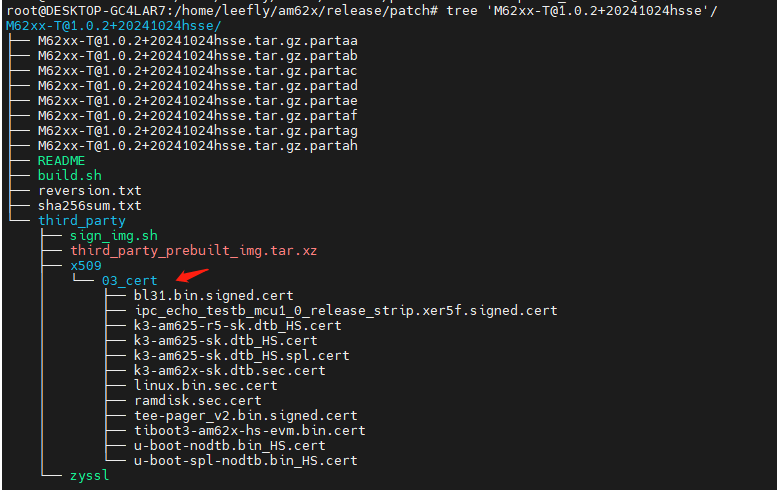 root@DESKTOP-GC4LAR7:/home/leefly/am62x/release/patch# tree 'M62xx-T@1.0.2+20241024hsse'/
M62xx-T@1.0.2+20241024hsse/
├── M62xx-T@1.0.2+20241024hsse.tar.gz.partaa
├── M62xx-T@1.0.2+20241024hsse.tar.gz.partab
├── M62xx-T@1.0.2+20241024hsse.tar.gz.partac
├── M62xx-T@1.0.2+20241024hsse.tar.gz.partad
├── M62xx-T@1.0.2+20241024hsse.tar.gz.partae
├── M62xx-T@1.0.2+20241024hsse.tar.gz.partaf
├── M62xx-T@1.0.2+20241024hsse.tar.gz.partag
├── M62xx-T@1.0.2+20241024hsse.tar.gz.partah
├── README
├── build.sh
├── reversion.txt
├── sha256sum.txt
└── third_party
    ├── sign_img.sh
    ├── third_party_prebuilt_img.tar.xz
    ├── x509
    │   └── 03_cert
    │       ├── bl31.bin.signed.cert
    │       ├── ipc_echo_testb_mcu1_0_release_strip.xer5f.signed.cert
    │       ├── k3-am625-r5-sk.dtb_HS.cert
    │       ├── k3-am625-sk.dtb_HS.cert
    │       ├── k3-am625-sk.dtb_HS.spl.cert
    │       ├── k3-am62x-sk.dtb.sec.cert
    │       ├── linux.bin.sec.cert
    │       ├── ramdisk.sec.cert
    │       ├── tee-pager_v2.bin.signed.cert
    │       ├── tiboot3-am62x-hs-evm.bin.cert
    │       ├── u-boot-nodtb.bin_HS.cert
    │       └── u-boot-spl-nodtb.bin_HS.cert
    └── zyssl